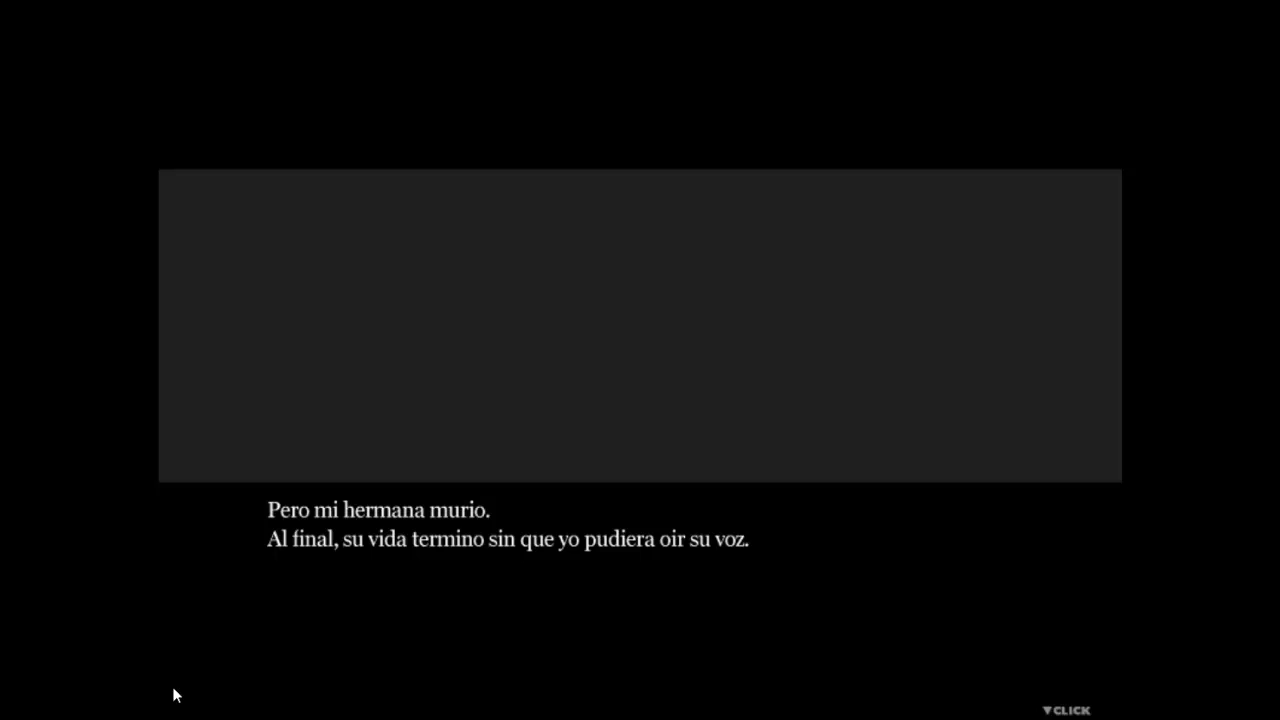 Pero mi hermana murio.
Al final, su vida termino sin que yo pudiera oir su voz.
▼CLICK